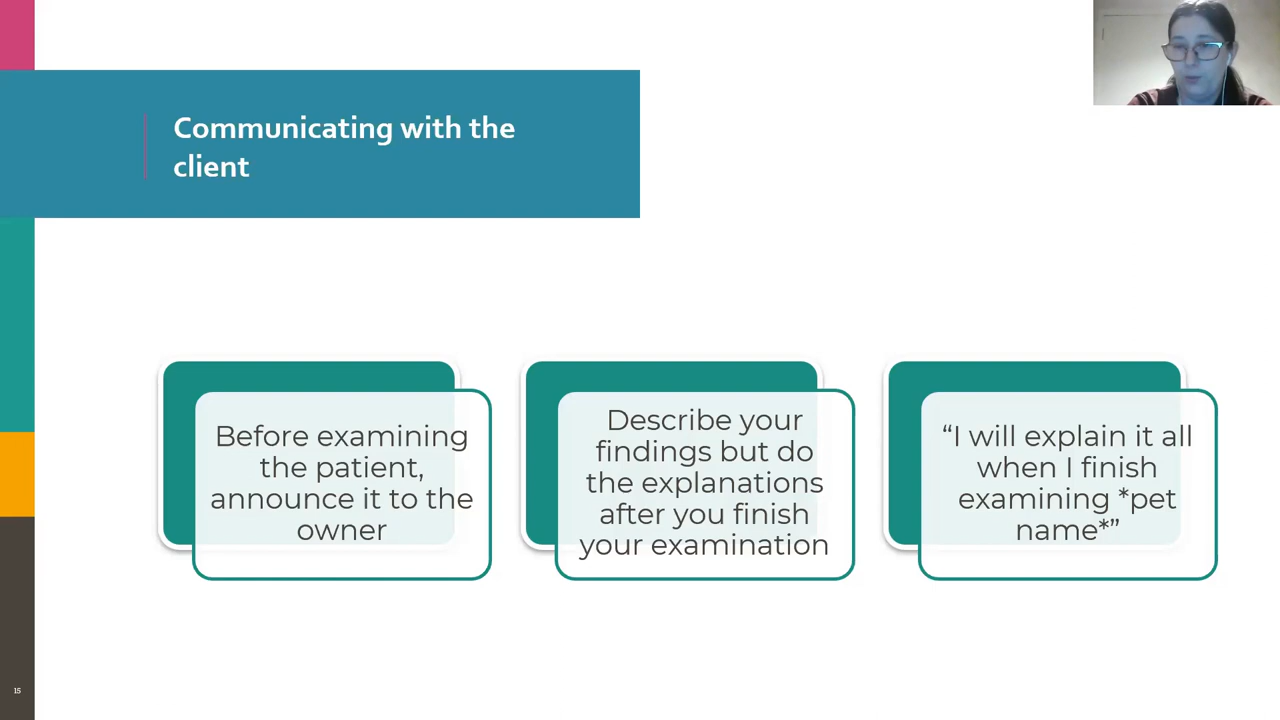 Communicating with the
client
Before examining
the patient,
announce it to the
owner
Describe your
findings but do
the explanations
after you finish
your examination
“I will explain it all
when I finish
examining *pet
name*”
15